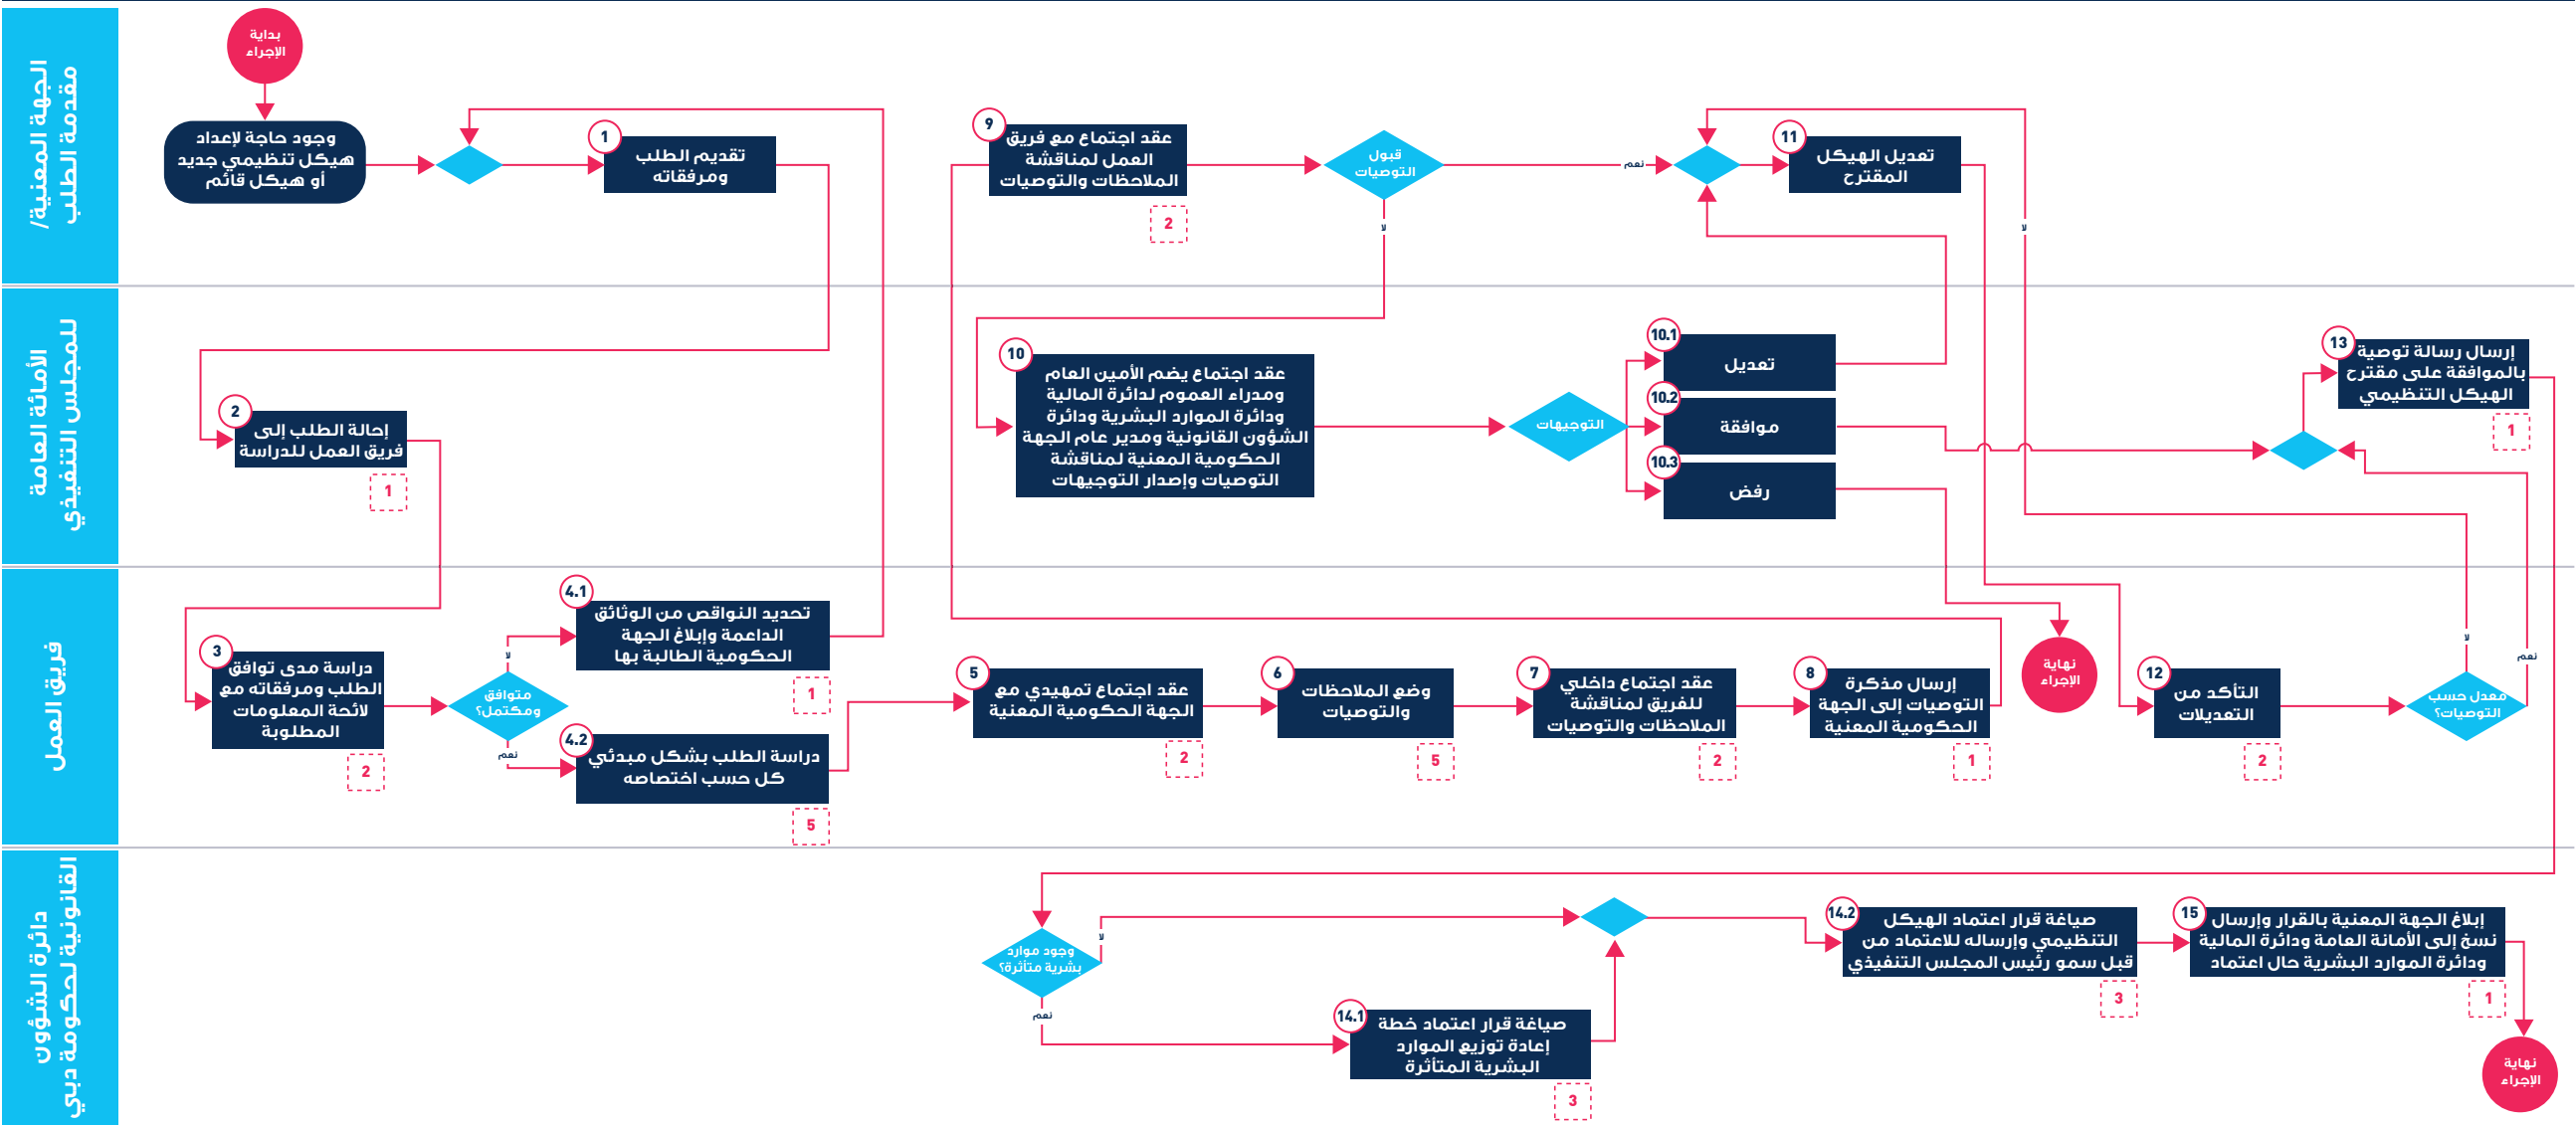 الجهة المعنية/
مقدمة الطلب
بداية
الإجراء
وجود حاجة لإعداد
هيكل تنظيمي جديد
أو هيكل قائم
1
تقديم الطلب
ومرفقاته
9
عقد اجتماع مع فريق
العمل لمناقشة
الملاحظات والتوصيات
2
قبول
التوصيات
نعم
لا
11
تعديل الهيكل
المقترح
لا
الأمانة العامة
للمجلس التنفيذي
2
إحالة الطلب إلى
فريق العمل للدراسة
1
10
عقد اجتماع يضم الأمين العام
ومدراء العموم لدائرة المالية
ودائرة الموارد البشرية ودائرة
الشؤون القانونية ومدير عام الجهة
الحكومية المعنية لمناقشة
التوصيات وإصدار التوجيهات
التوجيهات
10.1
تعديل
10.2
موافقة
10.3
رفض
13
إرسال رسالة توصية
بالموافقة على مقترح
الهيكل التنظيمي
1
فريق العمل
3
دراسة مدى توافق
الطلب ومرفقاته مع
لائحة المعلومات
المطلوبة
2
متوافق
ومكتمل؟
لا
نعم
4.1
تحديد النواقص من الوثائق
الداعمة وإبلاغ الجهة
الحكومية الطالبة بها
1
4.2
دراسة الطلب بشكل مبدئي
كل حسب اختصاصه
5
5
عقد اجتماع تمهيدي مع
الجهة الحكومية المعنية
2
6
وضع الملاحظات
والتوصيات
5
7
عقد اجتماع داخلي
للفريق لمناقشة
الملاحظات والتوصيات
2
8
إرسال مذكرة
التوصيات إلى الجهة
الحكومية المعنية
1
نهاية
الإجراء
12
التأكد من
التعديلات
2
معدل حسب
التوصيات؟
لا
نعم
دائرة الشؤون
القانونية لحكومة دبي
وجود موارد
بشرية متأثرة؟
لا
نعم
14.1
صياغة قرار اعتماد خطة
إعادة توزيع الموارد
البشرية المتأثرة
3
14.2
صياغة قرار اعتماد الهيكل
التنظيمي وإرساله للاعتماد من
قبل سمو رئيس المجلس التنفيذي
3
15
إبلاغ الجهة المعنية بالقرار وإرسال
نسخ إلى الأمانة العامة ودائرة المالية
ودائرة الموارد البشرية حال اعتماد
1
نهاية
الإجراء